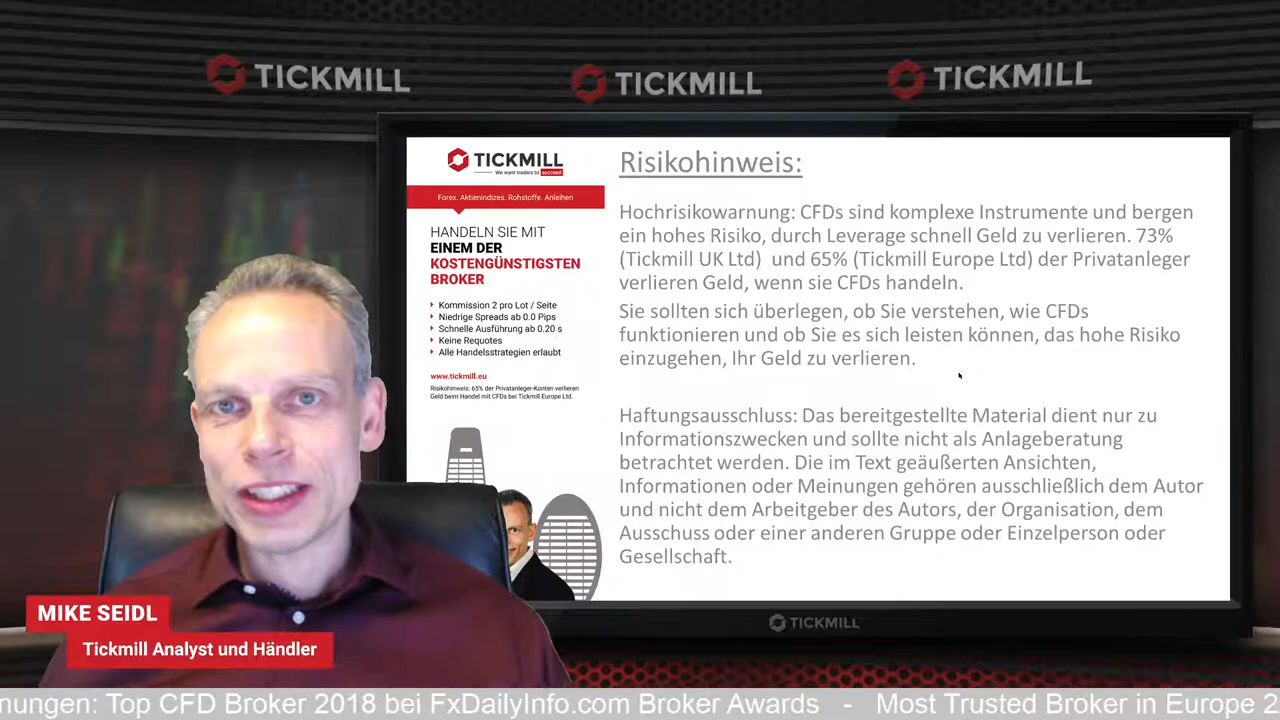 TICKMILL
TICKMILL
TICKMILL
TICKMILL
We want traders to succeed
Forex. Aktienindizes. Rohstoffe. Anleihen
HANDELN SIE MIT
EINEM DER
KOSTENGÜNSTIGSTEN
BROKER
Kommission 2 pro Lot / Seite
Niedrige Spreads ab 0.0 Pips
Schnelle Ausführung ab 0.20 s
Keine Requotes
Alle Handelsstrategien erlaubt
www.tickmill.eu
Risikohinweis: 65% der Privatanleger-Konten verlieren
Geld beim Handel mit CFDs bei Tickmill Europe Ltd.
Risikohinweis:
Hochrisikowarnung: CFDs sind komplexe Instrumente und bergen
ein hohes Risiko, durch Leverage schnell Geld zu verlieren. 73%
(Tickmill UK Ltd) und 65% (Tickmill Europe Ltd) der Privatanleger
verlieren Geld, wenn sie CFDs handeln.
Sie sollten sich überlegen, ob Sie verstehen, wie CFDs
funktionieren und ob Sie es sich leisten können, das hohe Risiko
einzugehen, Ihr Geld zu verlieren.
Haftungsausschluss: Das bereitgestellte Material dient nur zu
Informationszwecken und sollte nicht als Anlageberatung
betrachtet werden. Die im Text geäußerten Ansichten,
Informationen oder Meinungen gehören ausschließlich dem Autor
und nicht dem Arbeitgeber des Autors, der Organisation, dem
Ausschuss oder einer anderen Gruppe oder Einzelperson oder
Gesellschaft.
TICKMILL
MIKE SEIDL
Tickmill Analyst und Händler
nungen: Top CFD Broker 2018 bei FxDailyInfo.com Broker Awards - Most Trusted Broker in Europe 2